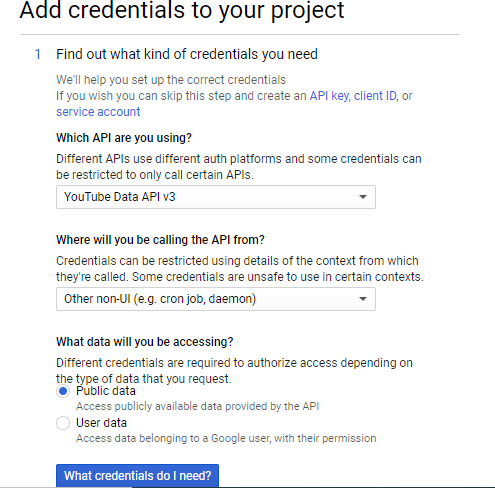 Add credentials to your project
1 Find out what kind of credentials you need
We'll help you set up the correct credentials
If you wish you can skip this step and create an API key, client ID, or
service account
Which API are you using?
Different APIs use different auth platforms and some credentials can
be restricted to only call certain APIs.
YouTube Data API v3
Where will you be calling the API from?
Credentials can be restricted using details of the context from which
they're called. Some credentials are unsafe to use in certain contexts.
Other non-UI (e.g. cron job, daemon)
What data will you be accessing?
Different credentials are required to authorize access depending on
the type of data that you request.
Public data
Access publicly available data provided by the API
User data
Access data belonging to a Google user, with their permission
What credentials do I need?